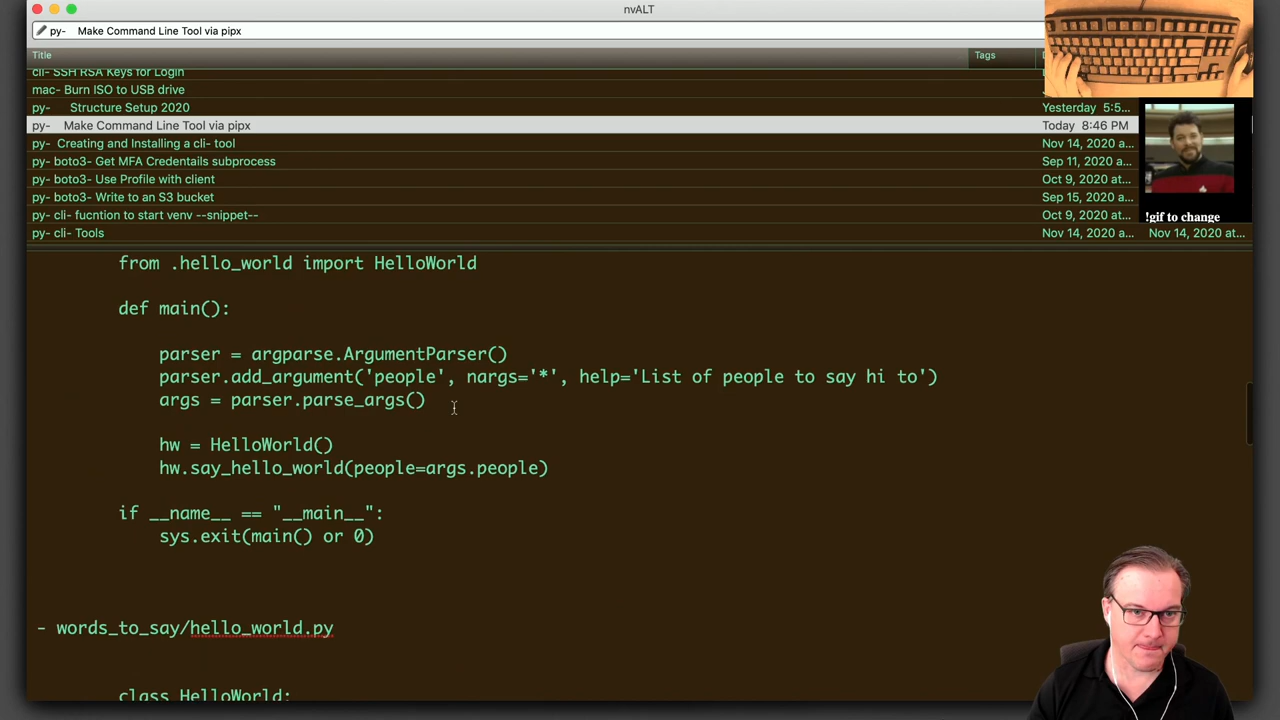 nvALT
py-   Make Command Line Tool via pipx
Title
Tags
cli- SSH RSA Keys for Login
mac- Burn ISO to USB drive
py-     Structure Setup 2020
Yesterday  5:5...
py-   Make Command Line Tool via pipx
Today  8:46 PM
py-  Creating and Installing a cli- tool
Nov 14, 2020 a...
py- boto3- Get MFA Credentails subprocess
Sep 11, 2020 a...
py- boto3- Use Profile with client
Oct 9, 2020 at...
py- boto3- Write to an S3 bucket
Sep 15, 2020 a...
py- cli- fucntion to start venv --snippet--
Oct 9, 2020 at...
!gif to change
py- cli- Tools
Nov 14, 2020 a...
Nov 14, 2020 at...
from .hello_world import HelloWorld
def main():
parser = argparse.ArgumentParser()
parser.add_argument('people', nargs='*', help='List of people to say hi to')
args = parser.parse_args()
hw = HelloWorld()
hw.say_hello_world(people=args.people)
if __name__ == "__main__":
sys.exit(main() or 0)
- words_to_say/hello_world.py
class HelloWorld: